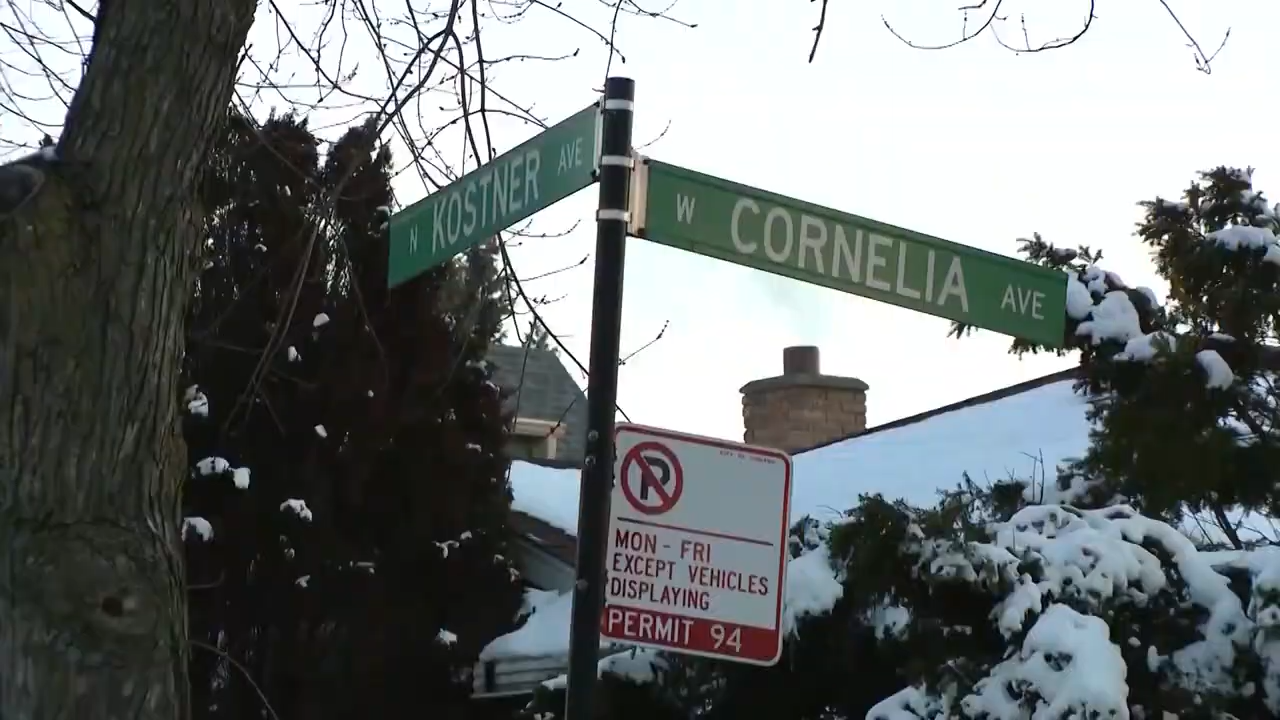 N KOSTNER AVE
W CORNELIA AVE
P
MON - FRI
EXCEPT VEHICLES
DISPLAYING
PERMIT 94